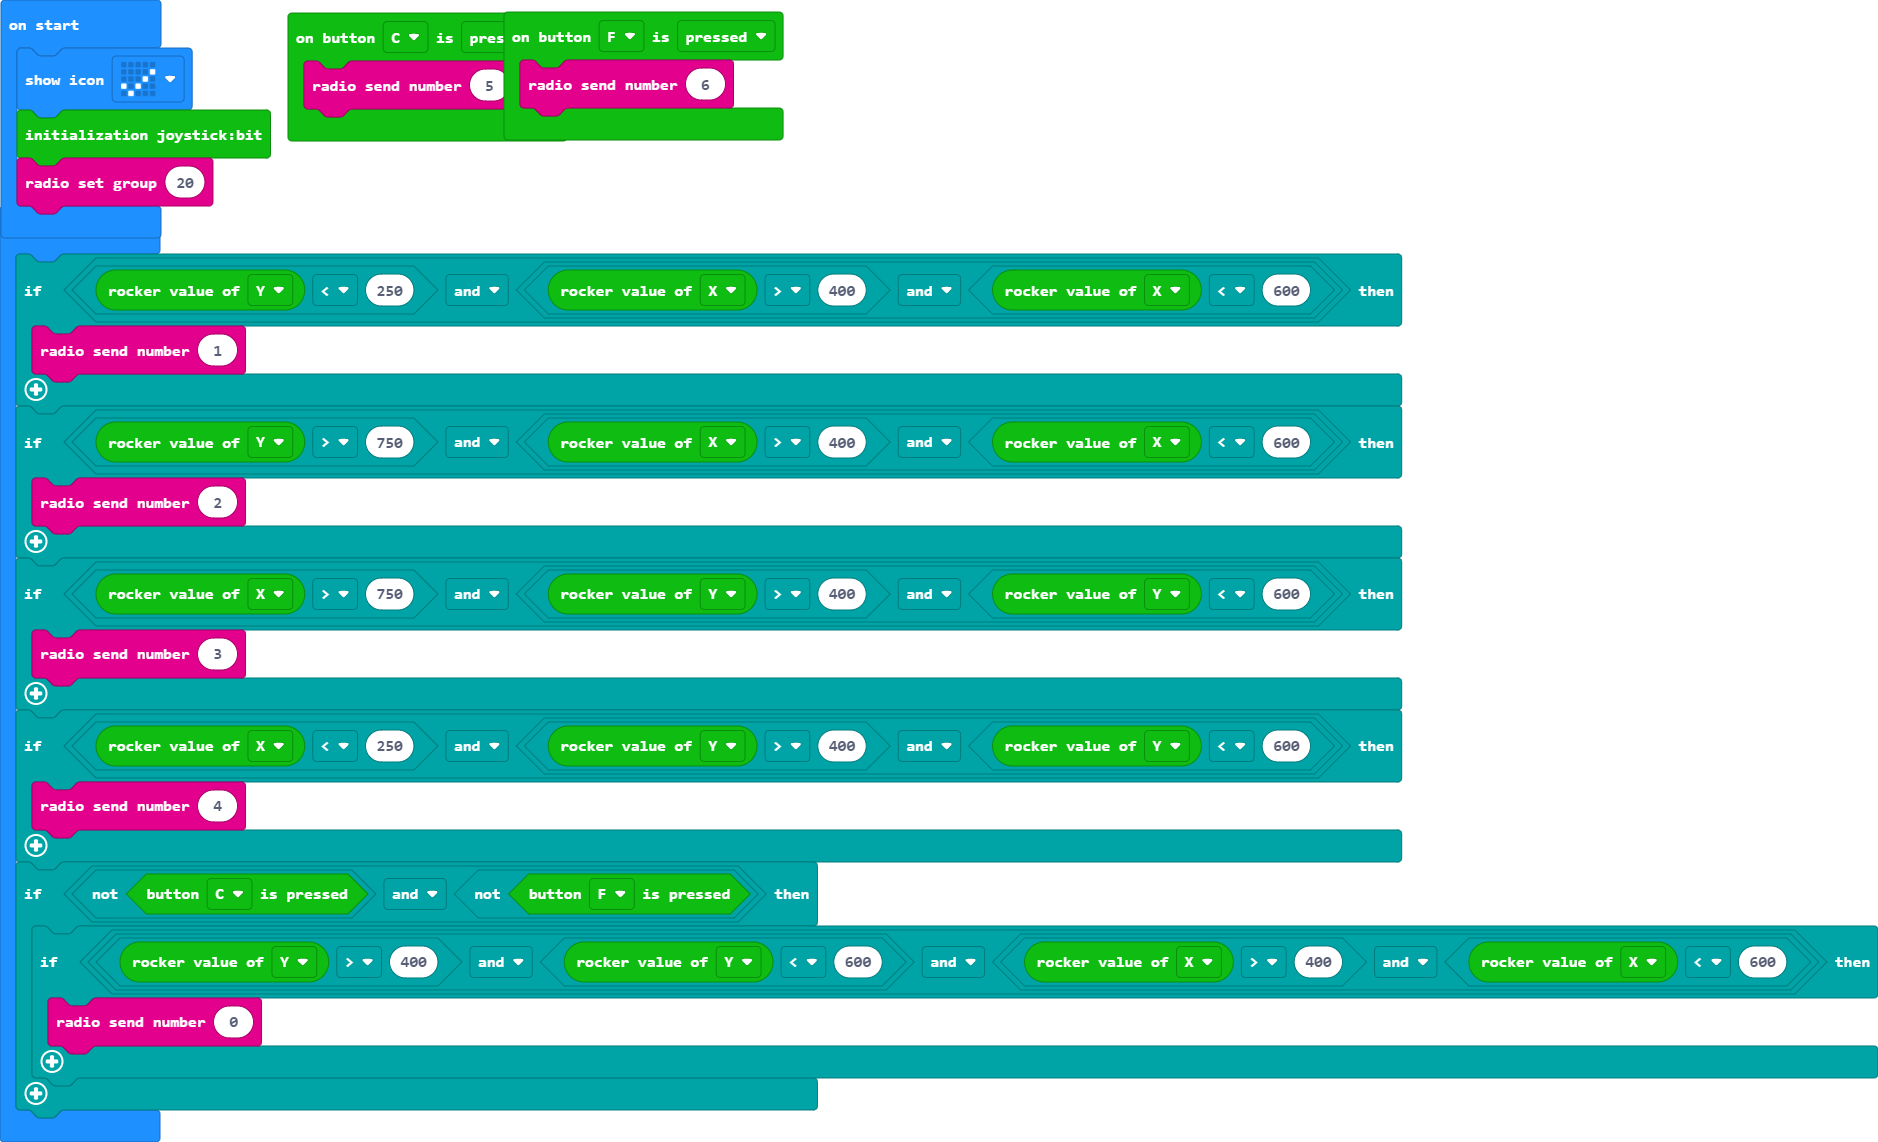 on start
show icon
initialization joystick:bit
radio set group 20
on button C is pres
radio send number 5
on button F is pressed
radio send number 6
if rocker value of Y < 250 and rocker value of X > 400 and rocker value of X < 600 then
radio send number 1
if rocker value of Y > 750 and rocker value of X > 400 and rocker value of X < 600 then
radio send number 2
if rocker value of X > 750 and rocker value of Y > 400 and rocker value of Y < 600 then
radio send number 3
if rocker value of X < 250 and rocker value of Y > 400 and rocker value of Y < 600 then
radio send number 4
if not button C is pressed and not button F is pressed then
if rocker value of Y > 400 and rocker value of Y < 600 and rocker value of X > 400 and rocker value of X < 600 then
radio send number 0